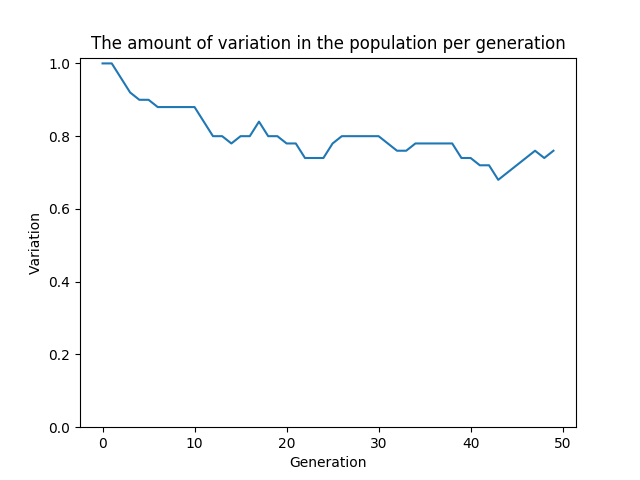 The amount of variation in the population per generation
1.0
0.8
0.6
0.4
0.2
0.0
Variation
0 10 20 30 40 50
Generation